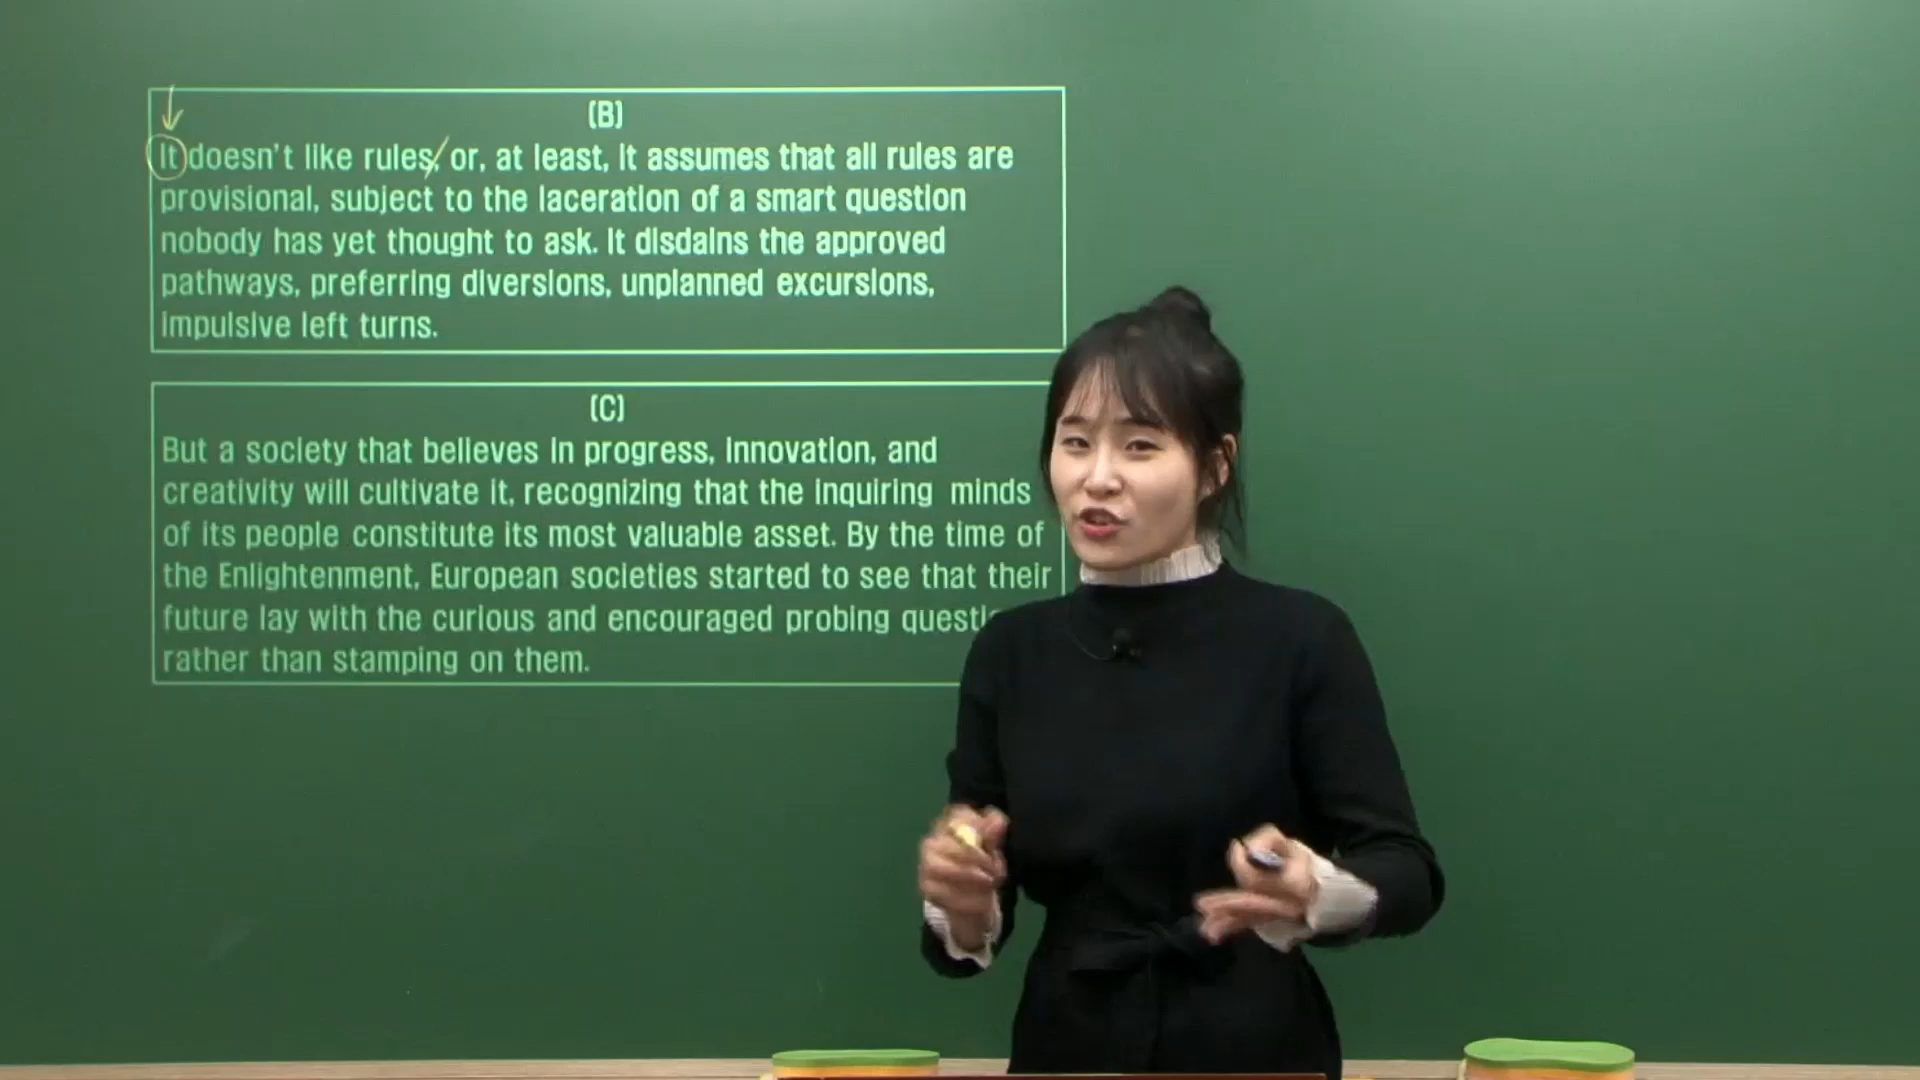 (B)
It doesn't like rules, or, at least, it assumes that all rules are
provisional, subject to the laceration of a smart question
nobody has yet thought to ask. It disdains the approved
pathways, preferring diversions, unplanned excursions,
impulsive left turns.
(C)
But a society that believes in progress, innovation, and
creativity will cultivate it, recognizing that the inquiring minds
of its people constitute its most valuable asset. By the time of
the Enlightenment, European societies started to see that their
future lay with the curious and encouraged probing
rather than stamping on them.